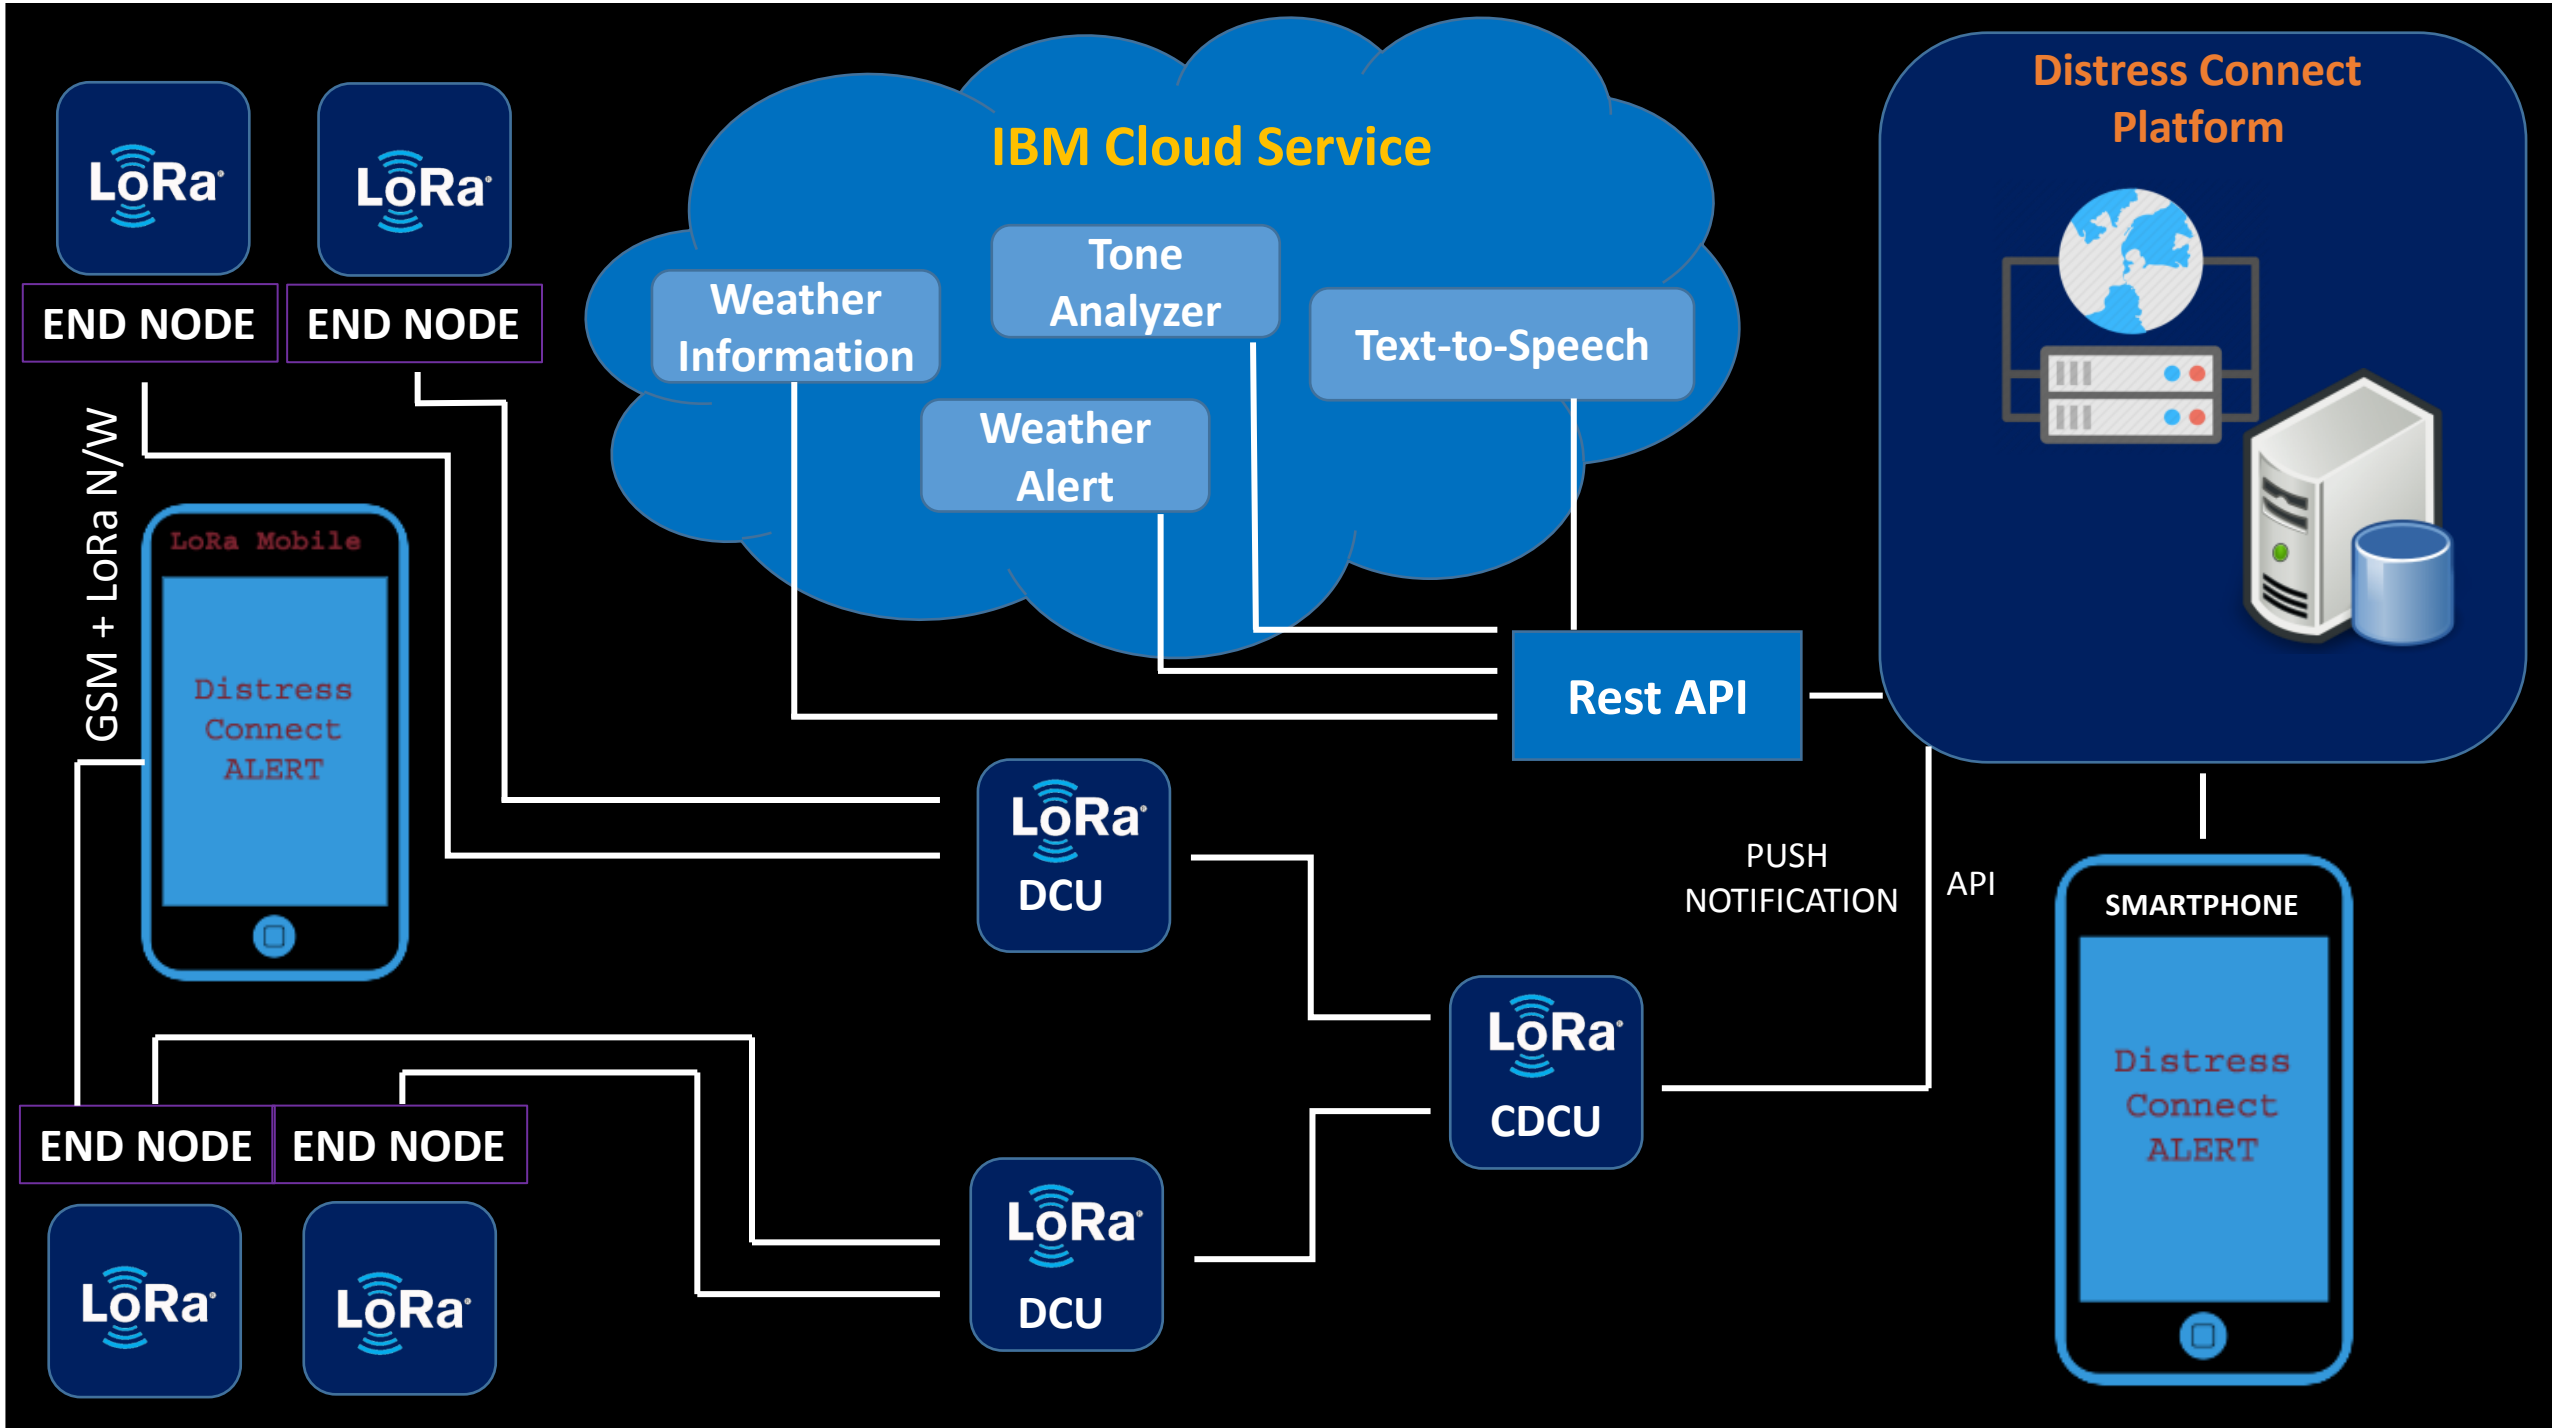 LoRa
LoRa
END NODE
END NODE
GSM + LoRa N/W
LoRa Mobile
Distress
Connect
ALERT
IBM Cloud Service
Weather
Information
Tone
Analyzer
Text-to-Speech
Weather
Alert
Rest API
Distress Connect
Platform
LoRa
DCU
PUSH
NOTIFICATION
API
SMARTPHONE
Distress
Connect
ALERT
LoRa
CDCU
END NODE
END NODE
LoRa
LoRa
LoRa
DCU